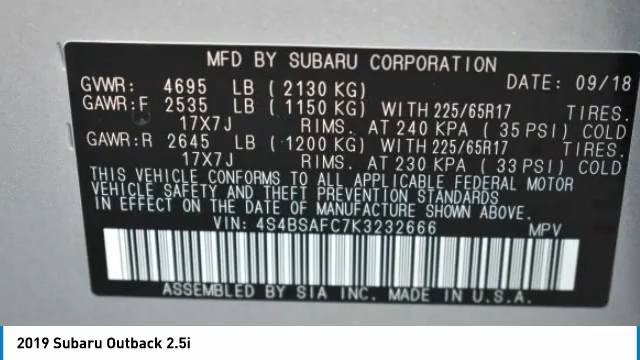 MFD BY SUBARU CORPORATION
DATE: 09/18
GVWR: 4695 LB (2130 KG)
GAWR:F 2535 LB (1150 KG) WITH 225/65R17 TIRES.
17X7J RIMS. AT 240 KPA (35 PSI) COLD
GAWR:R 2645 LB (1200 KG) WITH 225/65R17 TIRES.
17X7J RIMS. AT 230 KPA (33 PSI) COLD
THIS VEHICLE CONFORMS TO ALL APPLICABLE FEDERAL MOTOR
VEHICLE SAFETY AND THEFT PREVENTION STANDARDS
IN EFFECT ON THE DATE OF MANUFACTURE SHOWN ABOVE.
VIN: 4S4BSAFC7K3232666 MPV
ASSEMBLED BY SIA INC. MADE IN U.S.A.
2019 Subaru Outback 2.5i